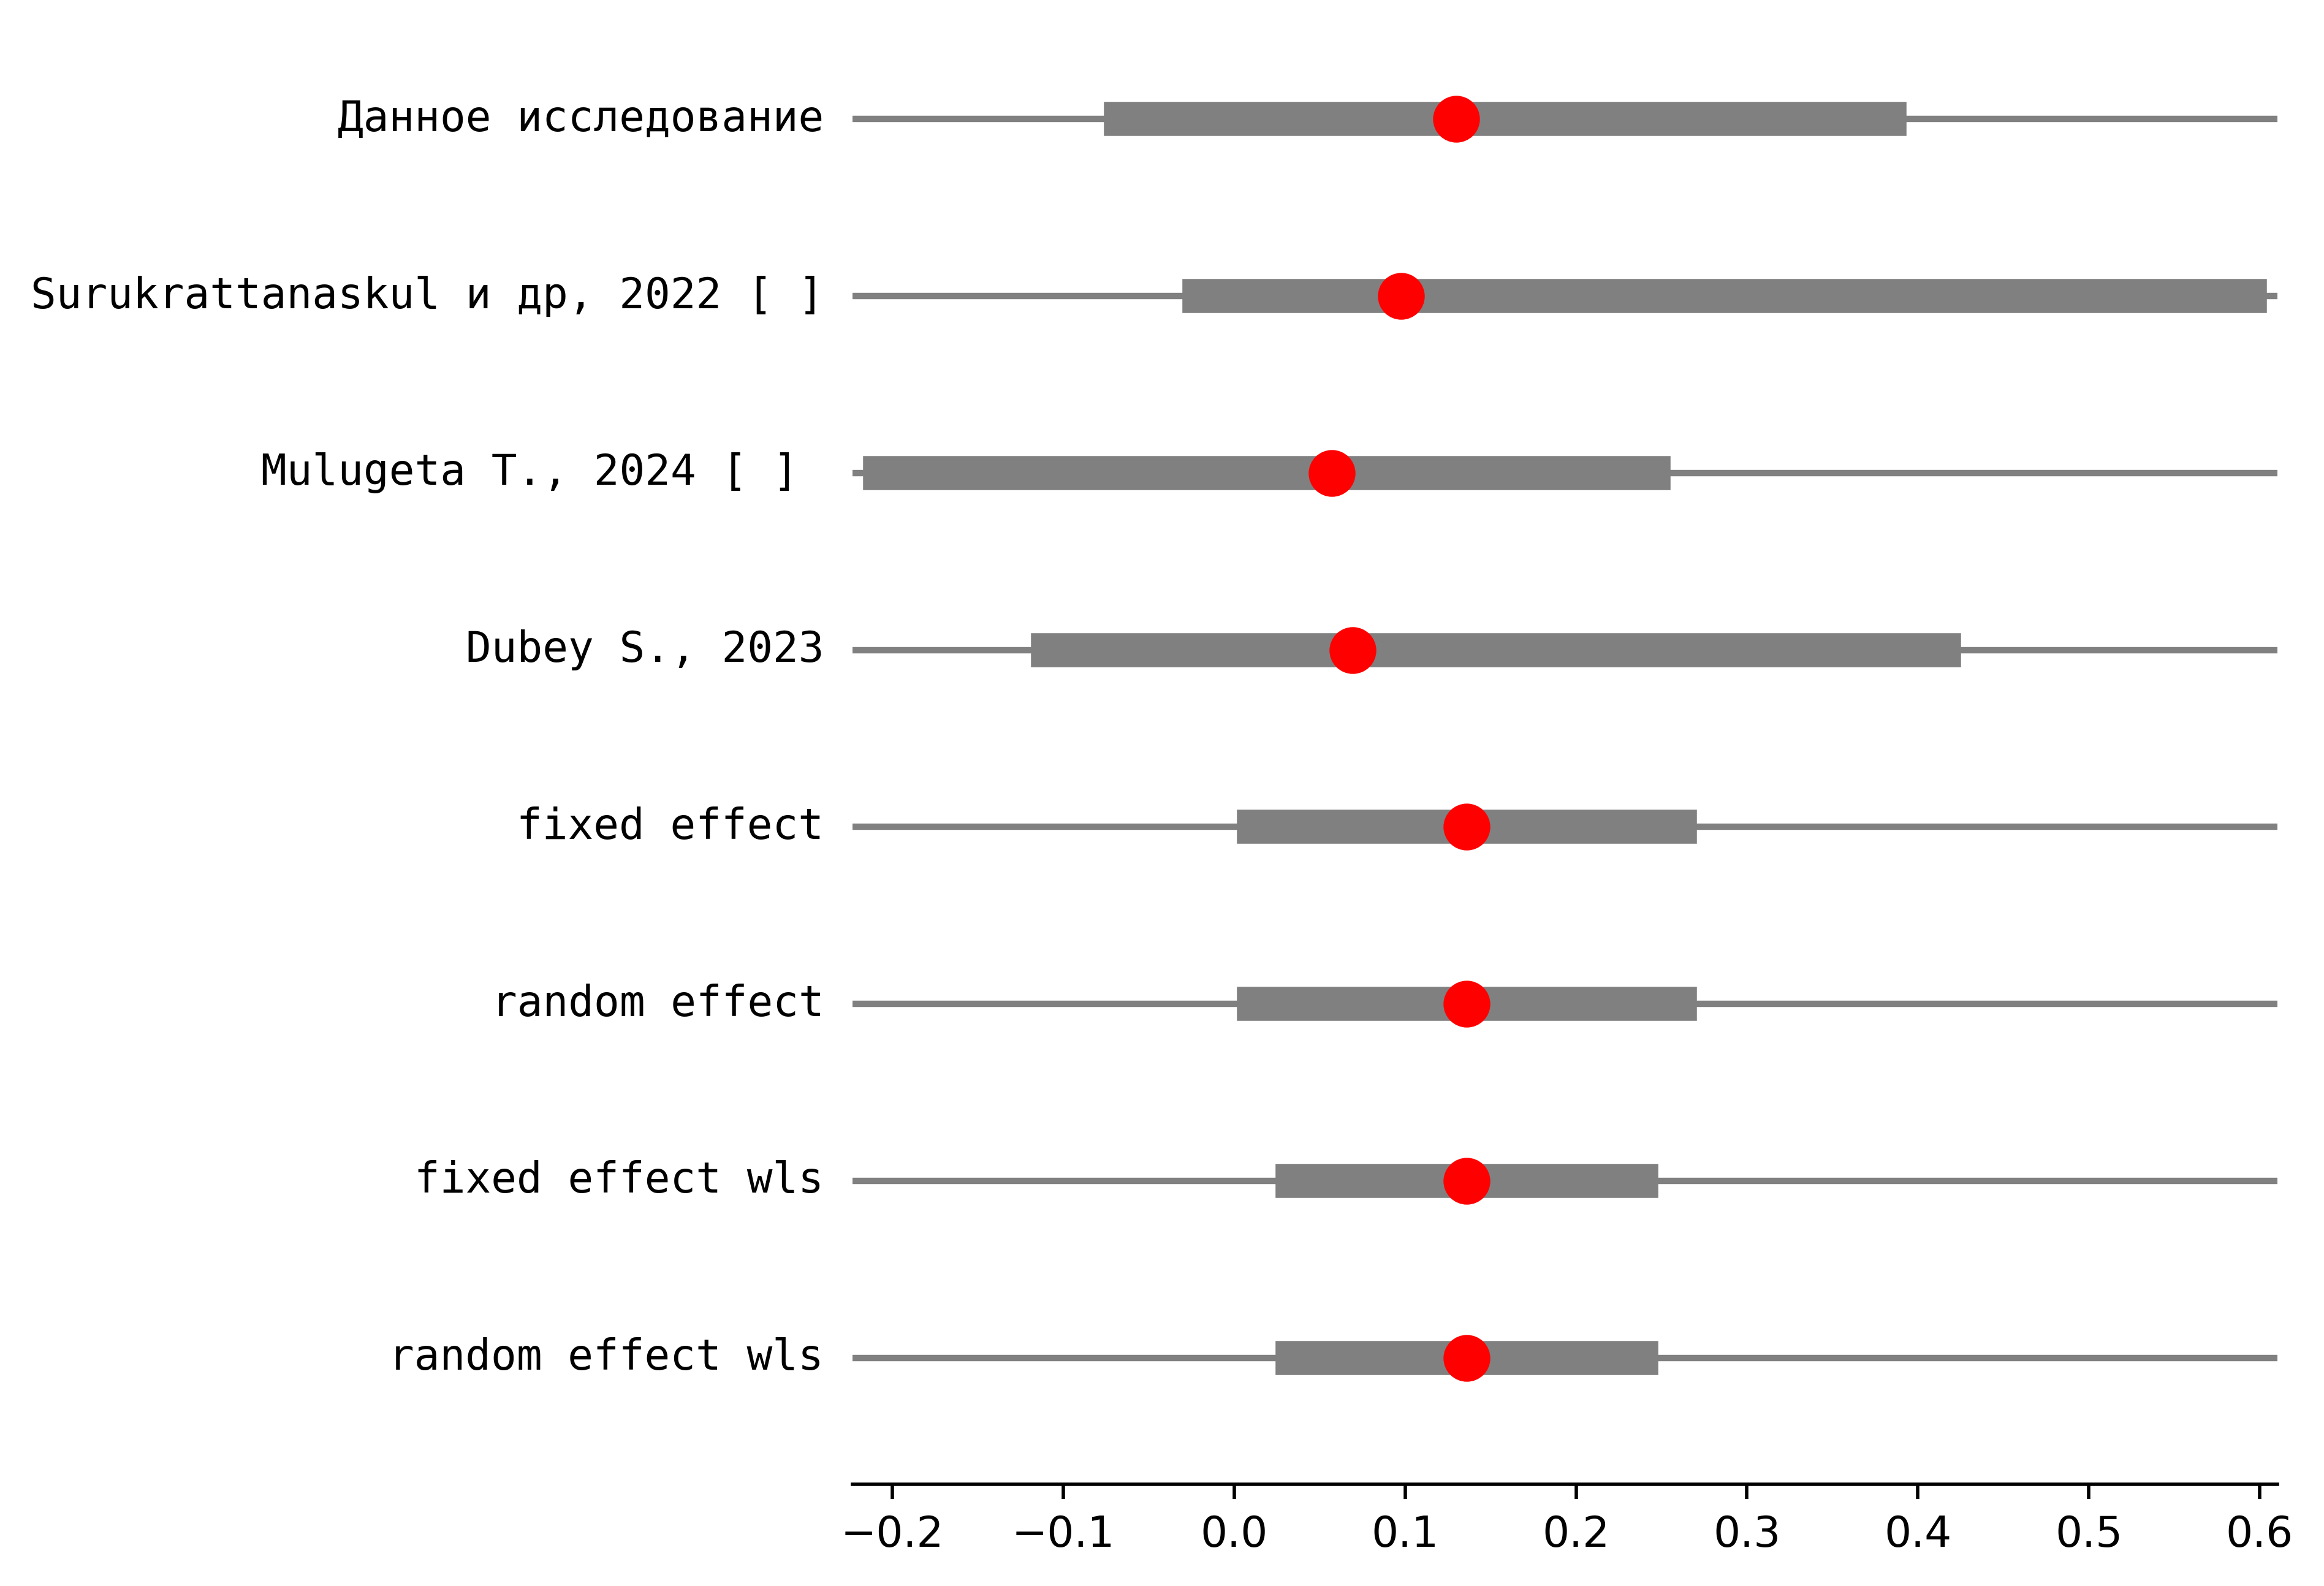 Данное исследование
Surukrattanaskul и др, 2022 [ ]
Mulugeta T., 2024 [ ]
Dubey S., 2023
fixed effect
random effect
fixed effect wls
random effect wls
−0.2 −0.1 0.0 0.1 0.2 0.3 0.4 0.5 0.6